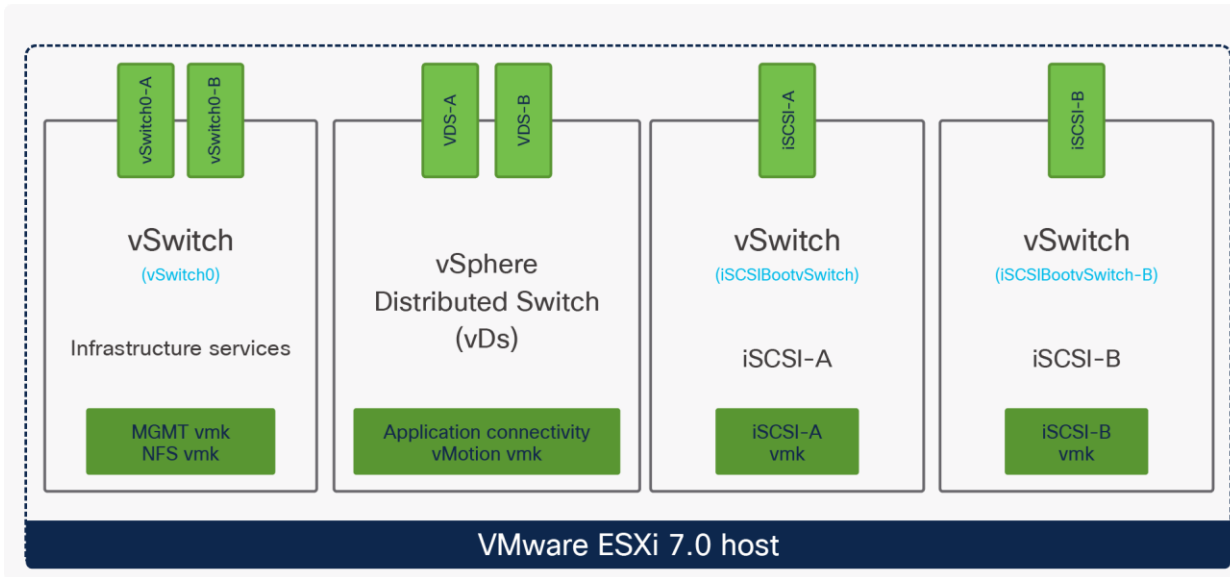 vSwitch0-A
vSwitch0-B
vSwitch
(vSwitch0)
Infrastructure services
MGMT vmk
NFS vmk
VDS-A
VDS-B
vSphere
Distributed Switch
(vDs)
Application connectivity
vMotion vmk
iSCSI-A
vSwitch
(iSCSIBootvSwitch)
iSCSI-A
iSCSI-A
vmk
iSCSI-B
vSwitch
(iSCSIBootvSwitch-B)
iSCSI-B
iSCSI-B
vmk
VMware ESXi 7.0 host